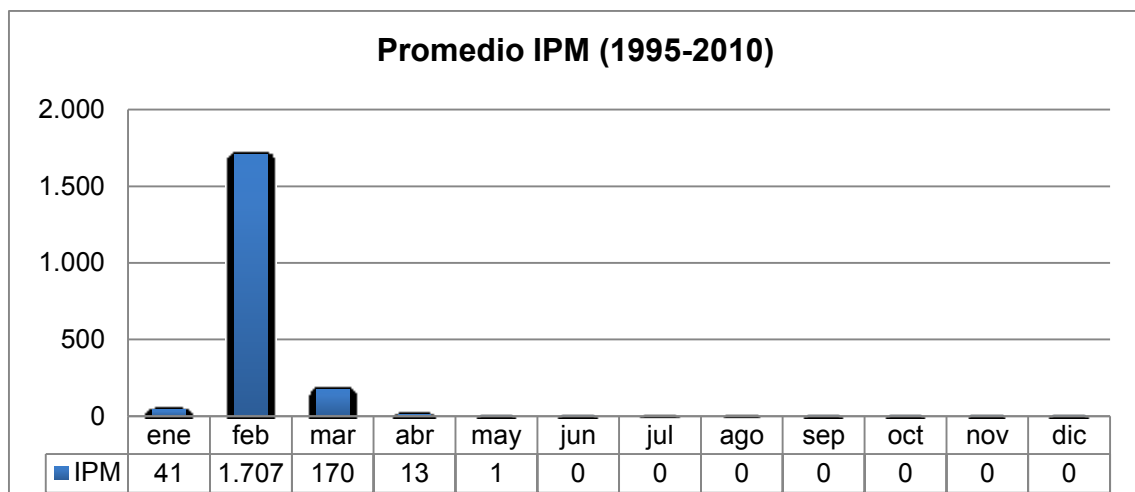 Promedio IPM (1995-2010)
2.000
1.500
1.000
500
0
ene feb mar abr may jun jul ago sep oct nov dic
IPM 41 1.707 170 13 1 0 0 0 0 0 0 0